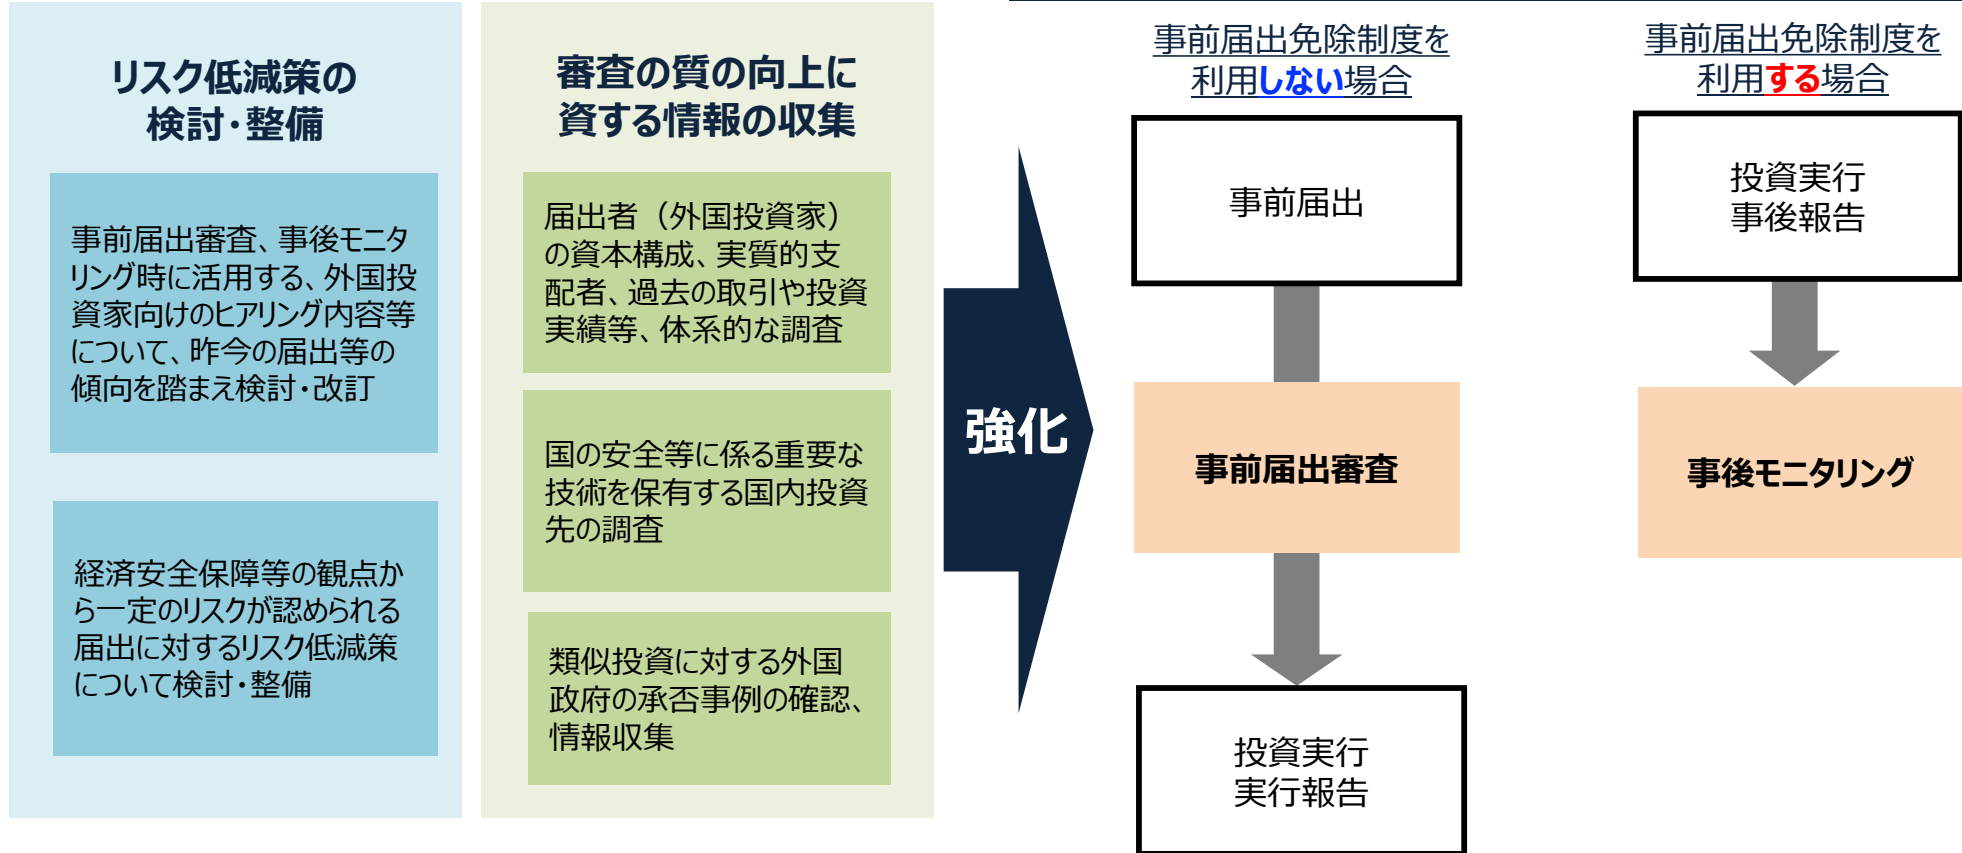 リスク低減策の
検討・整備
事前届出審査、事後モニタ
リング時に活用する、外国投
資家向けのヒアリング内容等
について、昨今の届出等の
傾向を踏まえ検討・改訂
経済安全保障等の観点か
ら一定のリスクが認められる
届出に対するリスク低減策
について検討・整備
審査の質の向上に
資する情報の収集
届出者（外国投資家）
の資本構成、実質的支
配者、過去の取引や投資
実績等、体系的な調査
国の安全等に係る重要な
技術を保有する国内投資
先の調査
類似投資に対する外国
政府の承否事例の確認、
情報収集
強化
事前届出免除制度を
利用しない場合
事前届出
事前届出審査
投資実行
実行報告
事前届出免除制度を
利用する場合
投資実行
事後報告
事後モニタリング